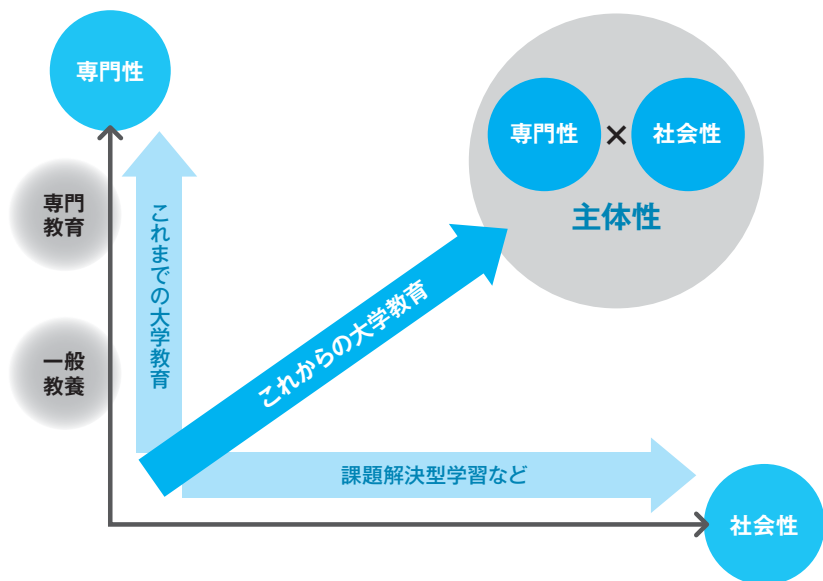 専門性
専門性
×
社会性
主体性
専門
教育
一般
教養
これまでの大学教育
これからの大学教育
課題解決型学習など
社会性